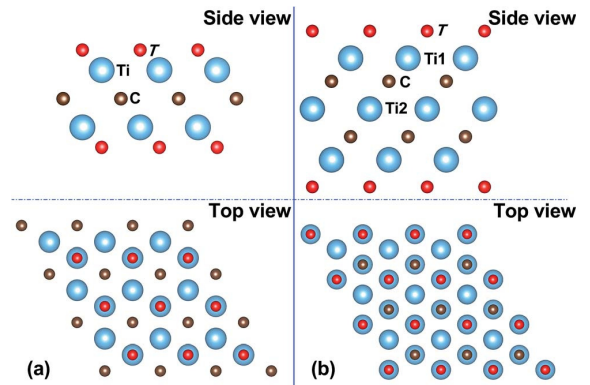 Side view
T
Ti
C
Top view
(a)
Side view
T
Ti1
C
Ti2
Top view
(b)